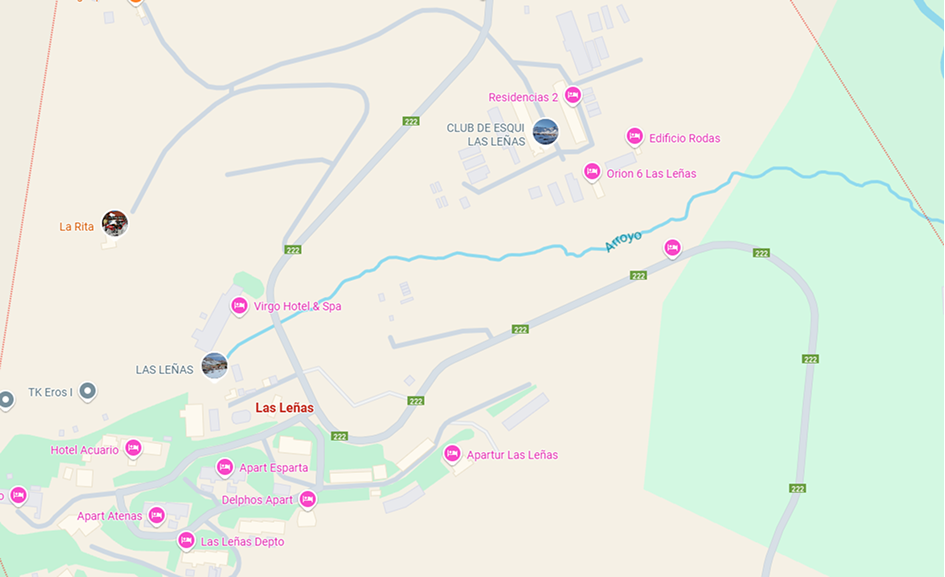 Residencias 2
222
CLUB DE ESQUI
LAS LEÑAS
Edificio Rodas
Orion 6 Las Leñas
La Rita
Arroyo
222
222
222
Virgo Hotel & Spa
222
222
LAS LEÑAS
TK Eros I
222
Las Leñas
222
Hotel Acuario
Apartur Las Leñas
Apart Esparta
222
o
Delphos Apart
Apart Atenas
Las Leñas Depto